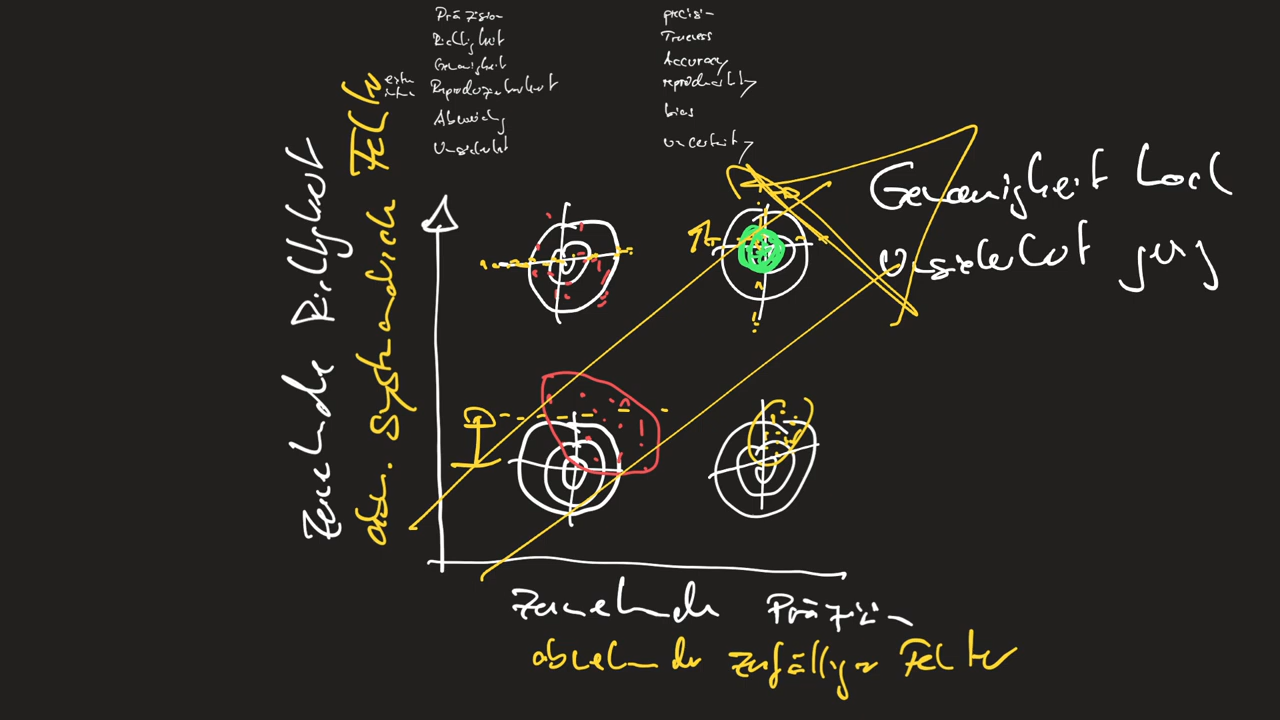 Präzision
precision
Richtigkeit
Trueness
Genauigkeit
Accuracy
Reproduzierbarkeit
reproducibility
Abweichung
bias
Unsicherheit
uncertainty
Genauigkeit hoch
Unsicherheit gering
Zunehmende Richtigkeit
abn. Systematische Fehler
Zunehmende Präzision
abnehmender zufälliger Fehler